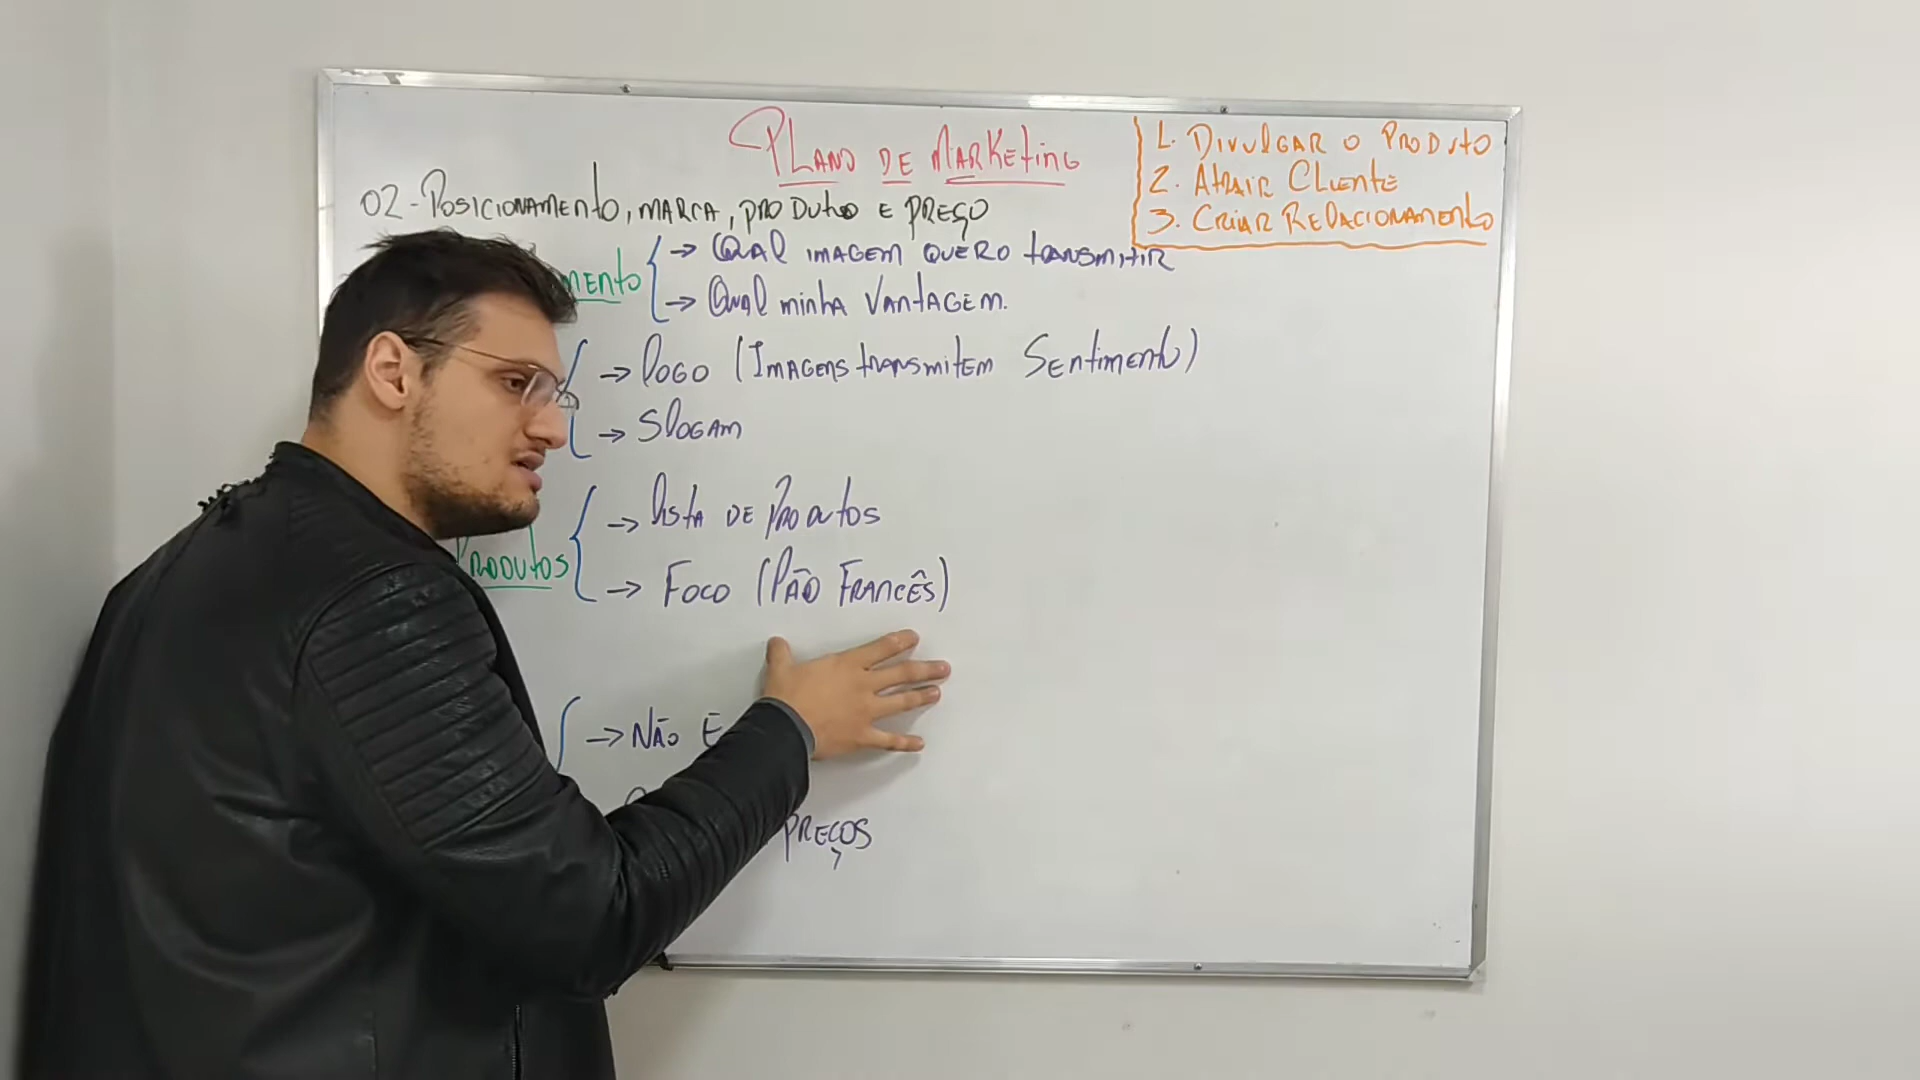 PLANO DE MARKETING
1. DIVULGAR O PRODUTO
2. ATRAIR CLIENTE
3. CRIAR RELACIONAMENTO
02-POSICIONAMENTO, MARCA, PRODUTO E PREÇO
MENTO
→ QUAL IMAGEM QUERO TRANSMITIR
→ QUAL MINHA VANTAGEM.
→ LOGO (IMAGENS TRANSMITEM SENTIMENTO)
→ SLOGAM
PRODUTOS
→ LISTA DE PRODUTOS
→ FOCO (PÃO FRANCÊS)
→ NÃO E
PREÇOS